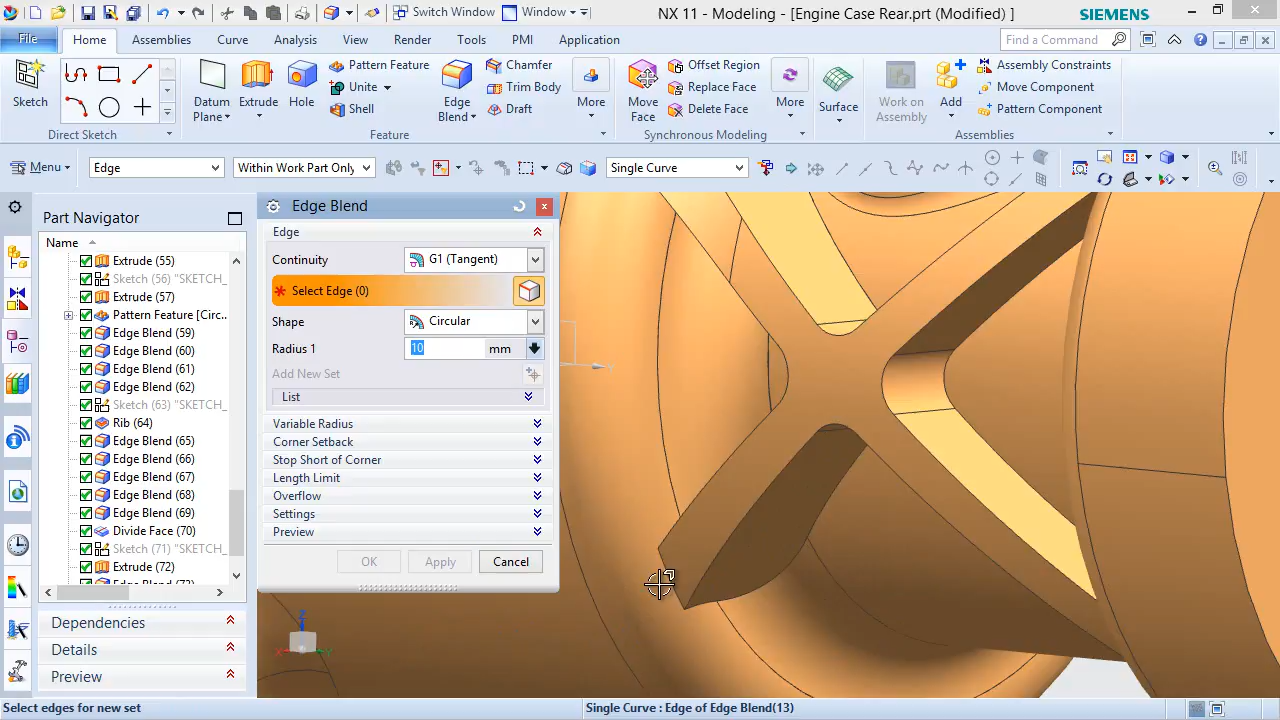 Switch Window Window NX 11 - Modeling - [Engine Case Rear.prt (Modified) ] SIEMENS
File Home Assemblies Curve Analysis View Render Tools PMI Application Find a Command
Sketch Datum Plane Extrude Hole Pattern Feature Unite Shell Edge Blend Chamfer Trim Body Draft More Move Face Offset Region Replace Face Delete Face More Surface Work on Assembly Add Assembly Constraints Move Component Pattern Component
Direct Sketch Feature Synchronous Modeling Assemblies
Menu Edge Within Work Part Only Single Curve
Part Navigator
Name
Extrude (55)
Sketch (56) "SKETCH_
Extrude (57)
Pattern Feature [Circ..
Edge Blend (59)
Edge Blend (60)
Edge Blend (61)
Edge Blend (62)
Sketch (63) "SKETCH_
Rib (64)
Edge Blend (65)
Edge Blend (66)
Edge Blend (67)
Edge Blend (68)
Edge Blend (69)
Divide Face (70)
Sketch (71) "SKETCH_
Extrude (72)
Dependencies
Details
Preview
Edge Blend
Edge
Continuity G1 (Tangent)
* Select Edge (0)
Shape Circular
Radius 1 10 mm
Add New Set
List
Variable Radius
Corner Setback
Stop Short of Corner
Length Limit
Overflow
Settings
Preview
OK Apply Cancel
Z
X Y
Select edges for new set Single Curve : Edge of Edge Blend(13)